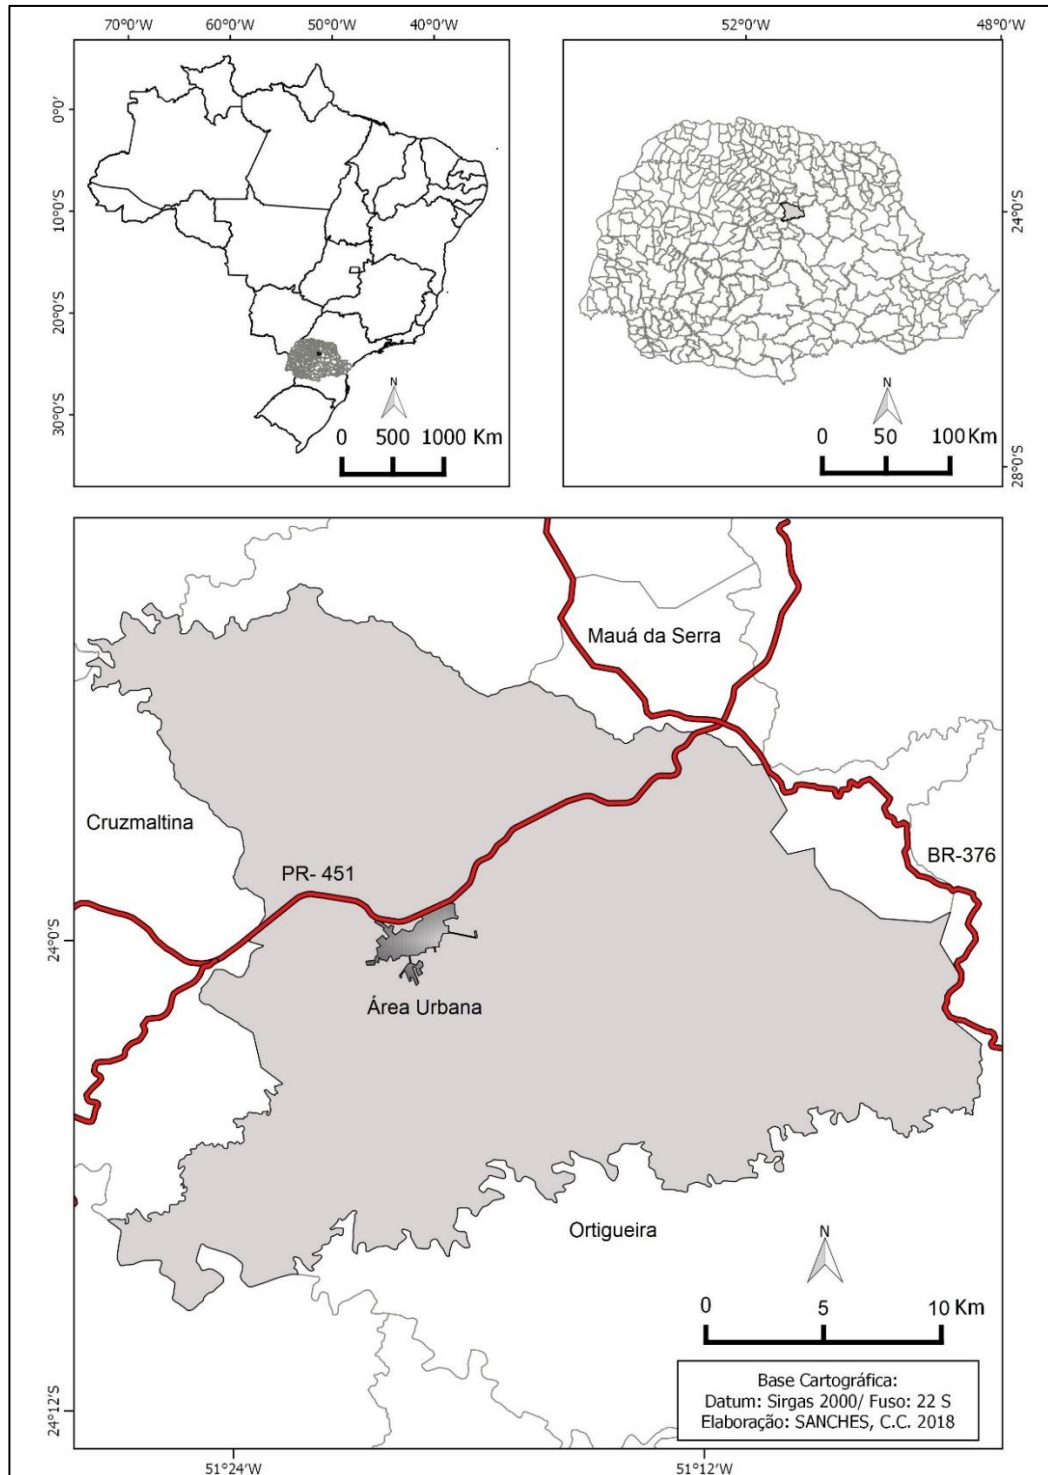 70°0'W 60°0'W 50°0'W 40°0'W
0°0'
10°0'S
20°0'S
30°0'S
N
0 500 1000 Km
52°0'W 48°0'W
24°0'S
28°0'S
N
0 50 100 Km
Mauá da Serra
Cruzmaltina
PR- 451
BR-376
24°0'S
Área Urbana
Ortigueira
N
0 5 10 Km
Base Cartográfica:
Datum: Sirgas 2000/ Fuso: 22 S
Elaboração: SANCHES, C.C. 2018
24°12'S
51°24'W 51°12'W